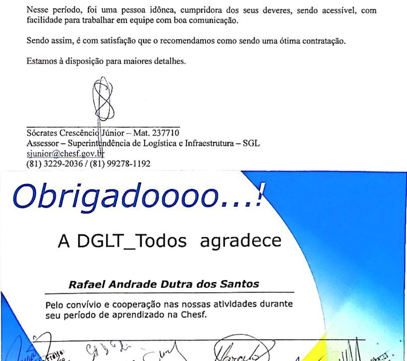 Nesse período, foi uma pessoa idônea, cumpridora dos seus deveres, sendo acessível, com
facilidade para trabalhar em equipe com boa comunicação.
Sendo assim, é com satisfação que o recomendamos como sendo uma ótima contratação.
Estamos à disposição para maiores detalhes.
Sócrates Crescêncio Júnior – Mat. 237710
Assessor – Superintendência de Logística e Infraestrutura – SGL
sjunior@chesf.gov.br
(81) 3229-2036 / (81) 99278-1192
Obrigadoooo...!
A DGLT_Todos agradece
Rafael Andrade Dutra dos Santos
Pelo convívio e cooperação nas nossas atividades durante
seu período de aprendizado na Chesf.